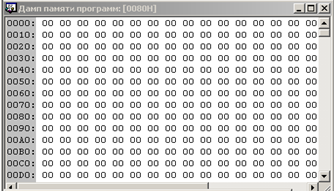 Дамп памяти программ: [0080H]
0000: 00 00 00 00 00 00 00 00 00 00 00 00 00 00 00 00
0010: 00 00 00 00 00 00 00 00 00 00 00 00 00 00 00 00
0020: 00 00 00 00 00 00 00 00 00 00 00 00 00 00 00 00
0030: 00 00 00 00 00 00 00 00 00 00 00 00 00 00 00 00
0040: 00 00 00 00 00 00 00 00 00 00 00 00 00 00 00 00
0050: 00 00 00 00 00 00 00 00 00 00 00 00 00 00 00 00
0060: 00 00 00 00 00 00 00 00 00 00 00 00 00 00 00 00
0070: 00 00 00 00 00 00 00 00 00 00 00 00 00 00 00 00
0080: 00 00 00 00 00 00 00 00 00 00 00 00 00 00 00 00
0090: 00 00 00 00 00 00 00 00 00 00 00 00 00 00 00 00
00A0: 00 00 00 00 00 00 00 00 00 00 00 00 00 00 00 00
00B0: 00 00 00 00 00 00 00 00 00 00 00 00 00 00 00 00
00C0: 00 00 00 00 00 00 00 00 00 00 00 00 00 00 00 00
00D0: 00 00 00 00 00 00 00 00 00 00 00 00 00 00 00 00